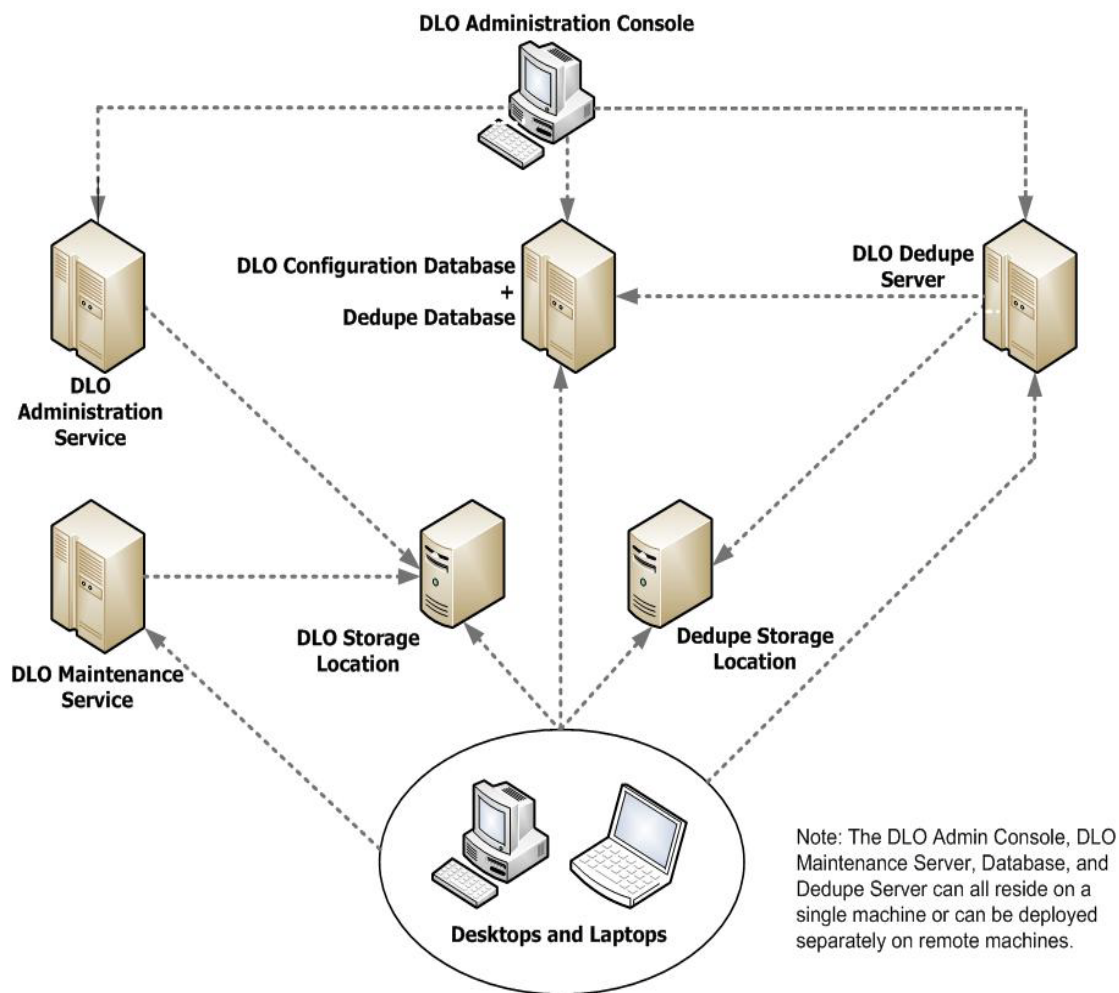 DLO Administration Console
DLO Configuration Database
+
Dedupe Database
DLO Dedupe
Server
DLO
Administration
Service
DLO Maintenance
Service
DLO Storage
Location
Dedupe Storage
Location
Desktops and Laptops
Note: The DLO Admin Console, DLO
Maintenance Server, Database, and
Dedupe Server can all reside on a
single machine or can be deployed
separately on remote machines.